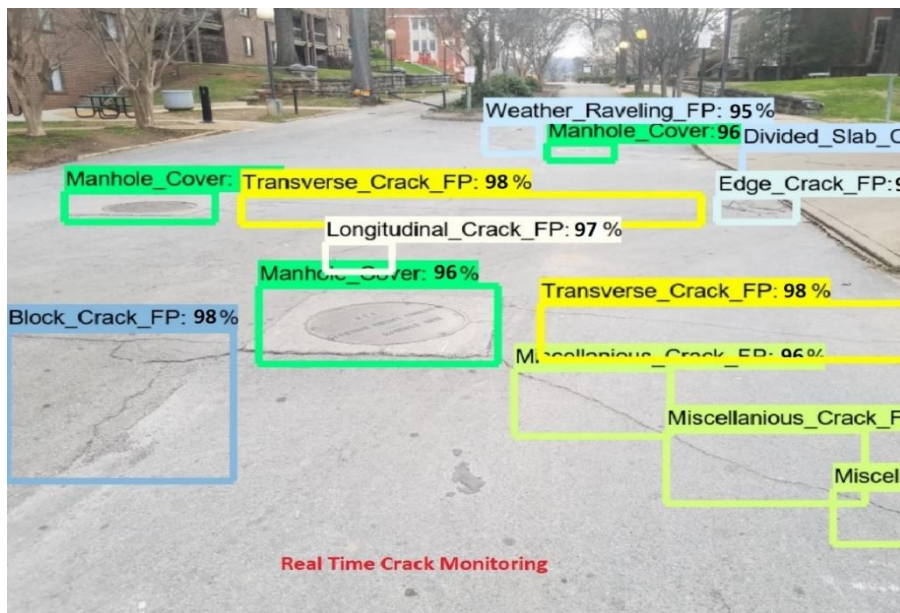 Weather_Raveling_FP: 95%
Manhole_Cover: 96
Divided_Slab_C
Manhole_Cover:
Transverse_Crack_FP: 98%
Edge_Crack_FP: 9
Longitudinal_Crack_FP: 97 %
Manhole_Cover: 96%
Transverse_Crack_FP: 98%
Block_Crack_FP: 98%
Miscellanious_Crack_FP: 96%
Miscellanious_Crack_F
Miscel
Real Time Crack Monitoring